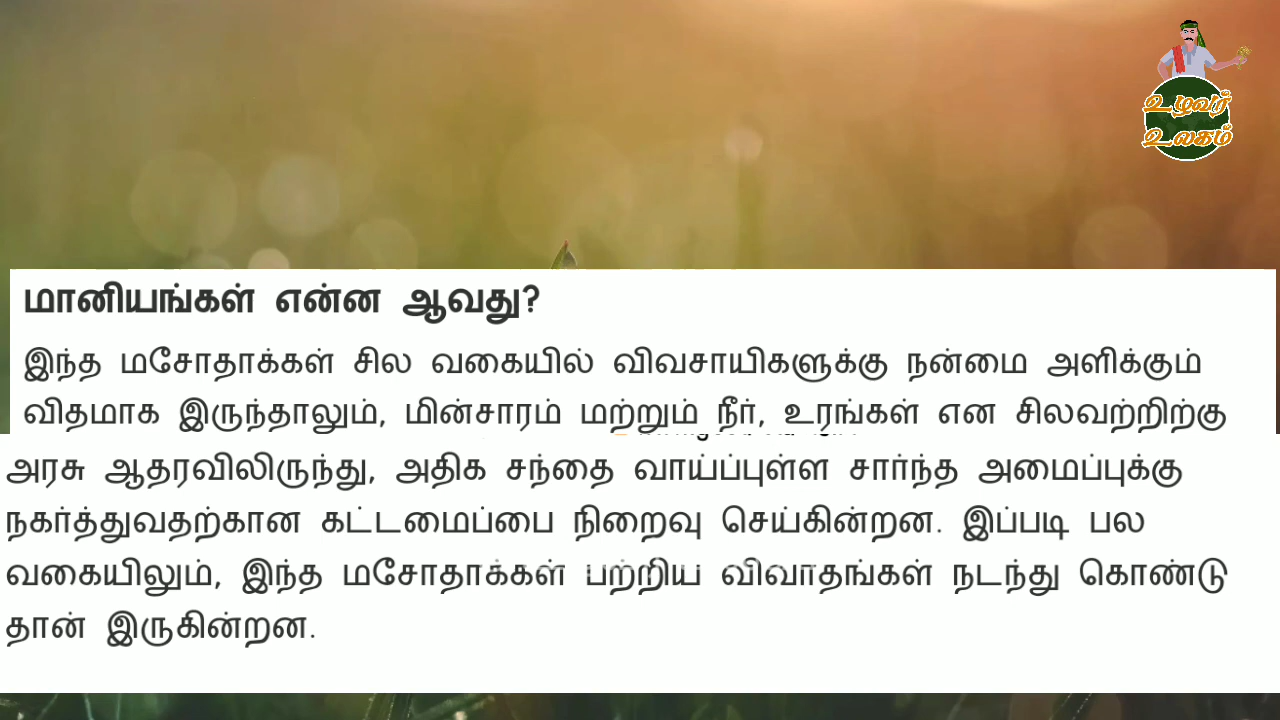 உழவர்
உலகம்
மானியங்கள் என்ன ஆவது?
இந்த மசோதாக்கள் சில வகையில் விவசாயிகளுக்கு நன்மை அளிக்கும்
விதமாக இருந்தாலும், மின்சாரம் மற்றும் நீர், உரங்கள் என சிலவற்றிற்கு
அரசு ஆதரவிலிருந்து, அதிக சந்தை வாய்ப்புள்ள சார்ந்த அமைப்புக்கு
நகர்த்துவதற்கான கட்டமைப்பை நிறைவு செய்கின்றன. இப்படி பல
வகையிலும், இந்த மசோதாக்கள் பற்றிய விவாதங்கள் நடந்து கொண்டு
தான் இருகின்றன.